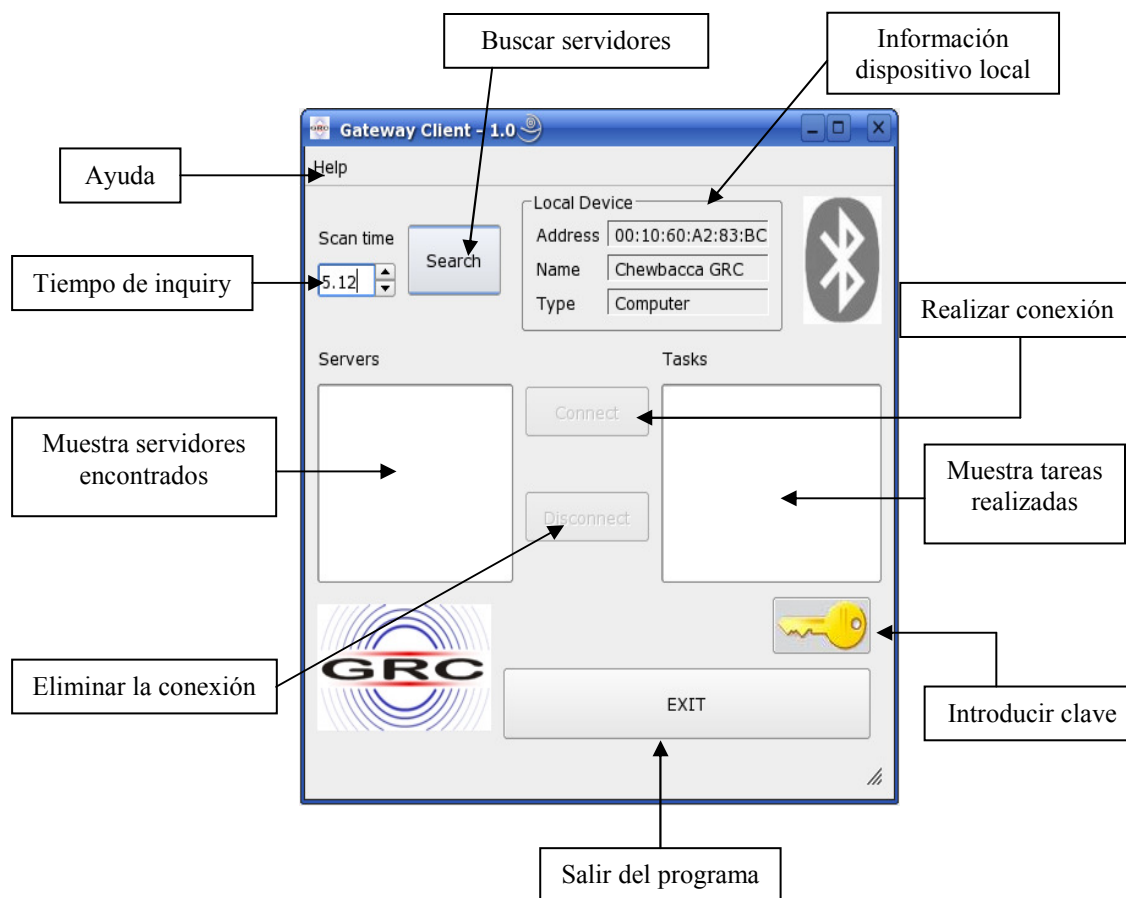 Buscar servidores
Información
dispositivo local
GRC
Gateway Client - 1.0
Help
Ayuda
Local Device
Scan time
Search
Address 00:10:60:A2:83:BC
Name Chewbacca GRC
Type Computer
5.12
Tiempo de inquiry
Realizar conexión
Servers
Tasks
Connect
Muestra servidores
encontrados
Muestra tareas
realizadas
Disconnect
GRC
Eliminar la conexión
EXIT
Introducir clave
Salir del programa